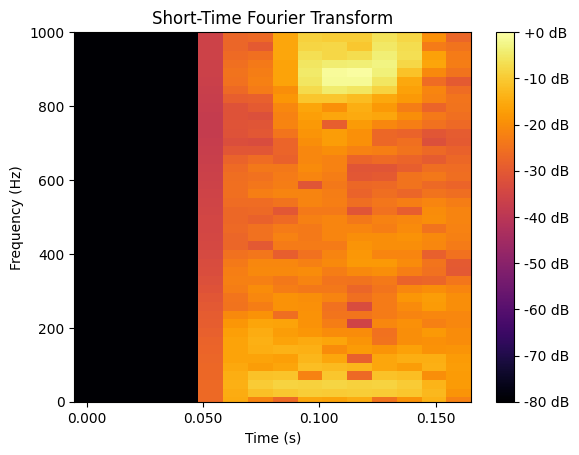 Short-Time Fourier Transform
Frequency (Hz)
1000
800
600
400
200
0
0.000
0.050
0.100
0.150
Time (s)
+0 dB
-10 dB
-20 dB
-30 dB
-40 dB
-50 dB
-60 dB
-70 dB
-80 dB